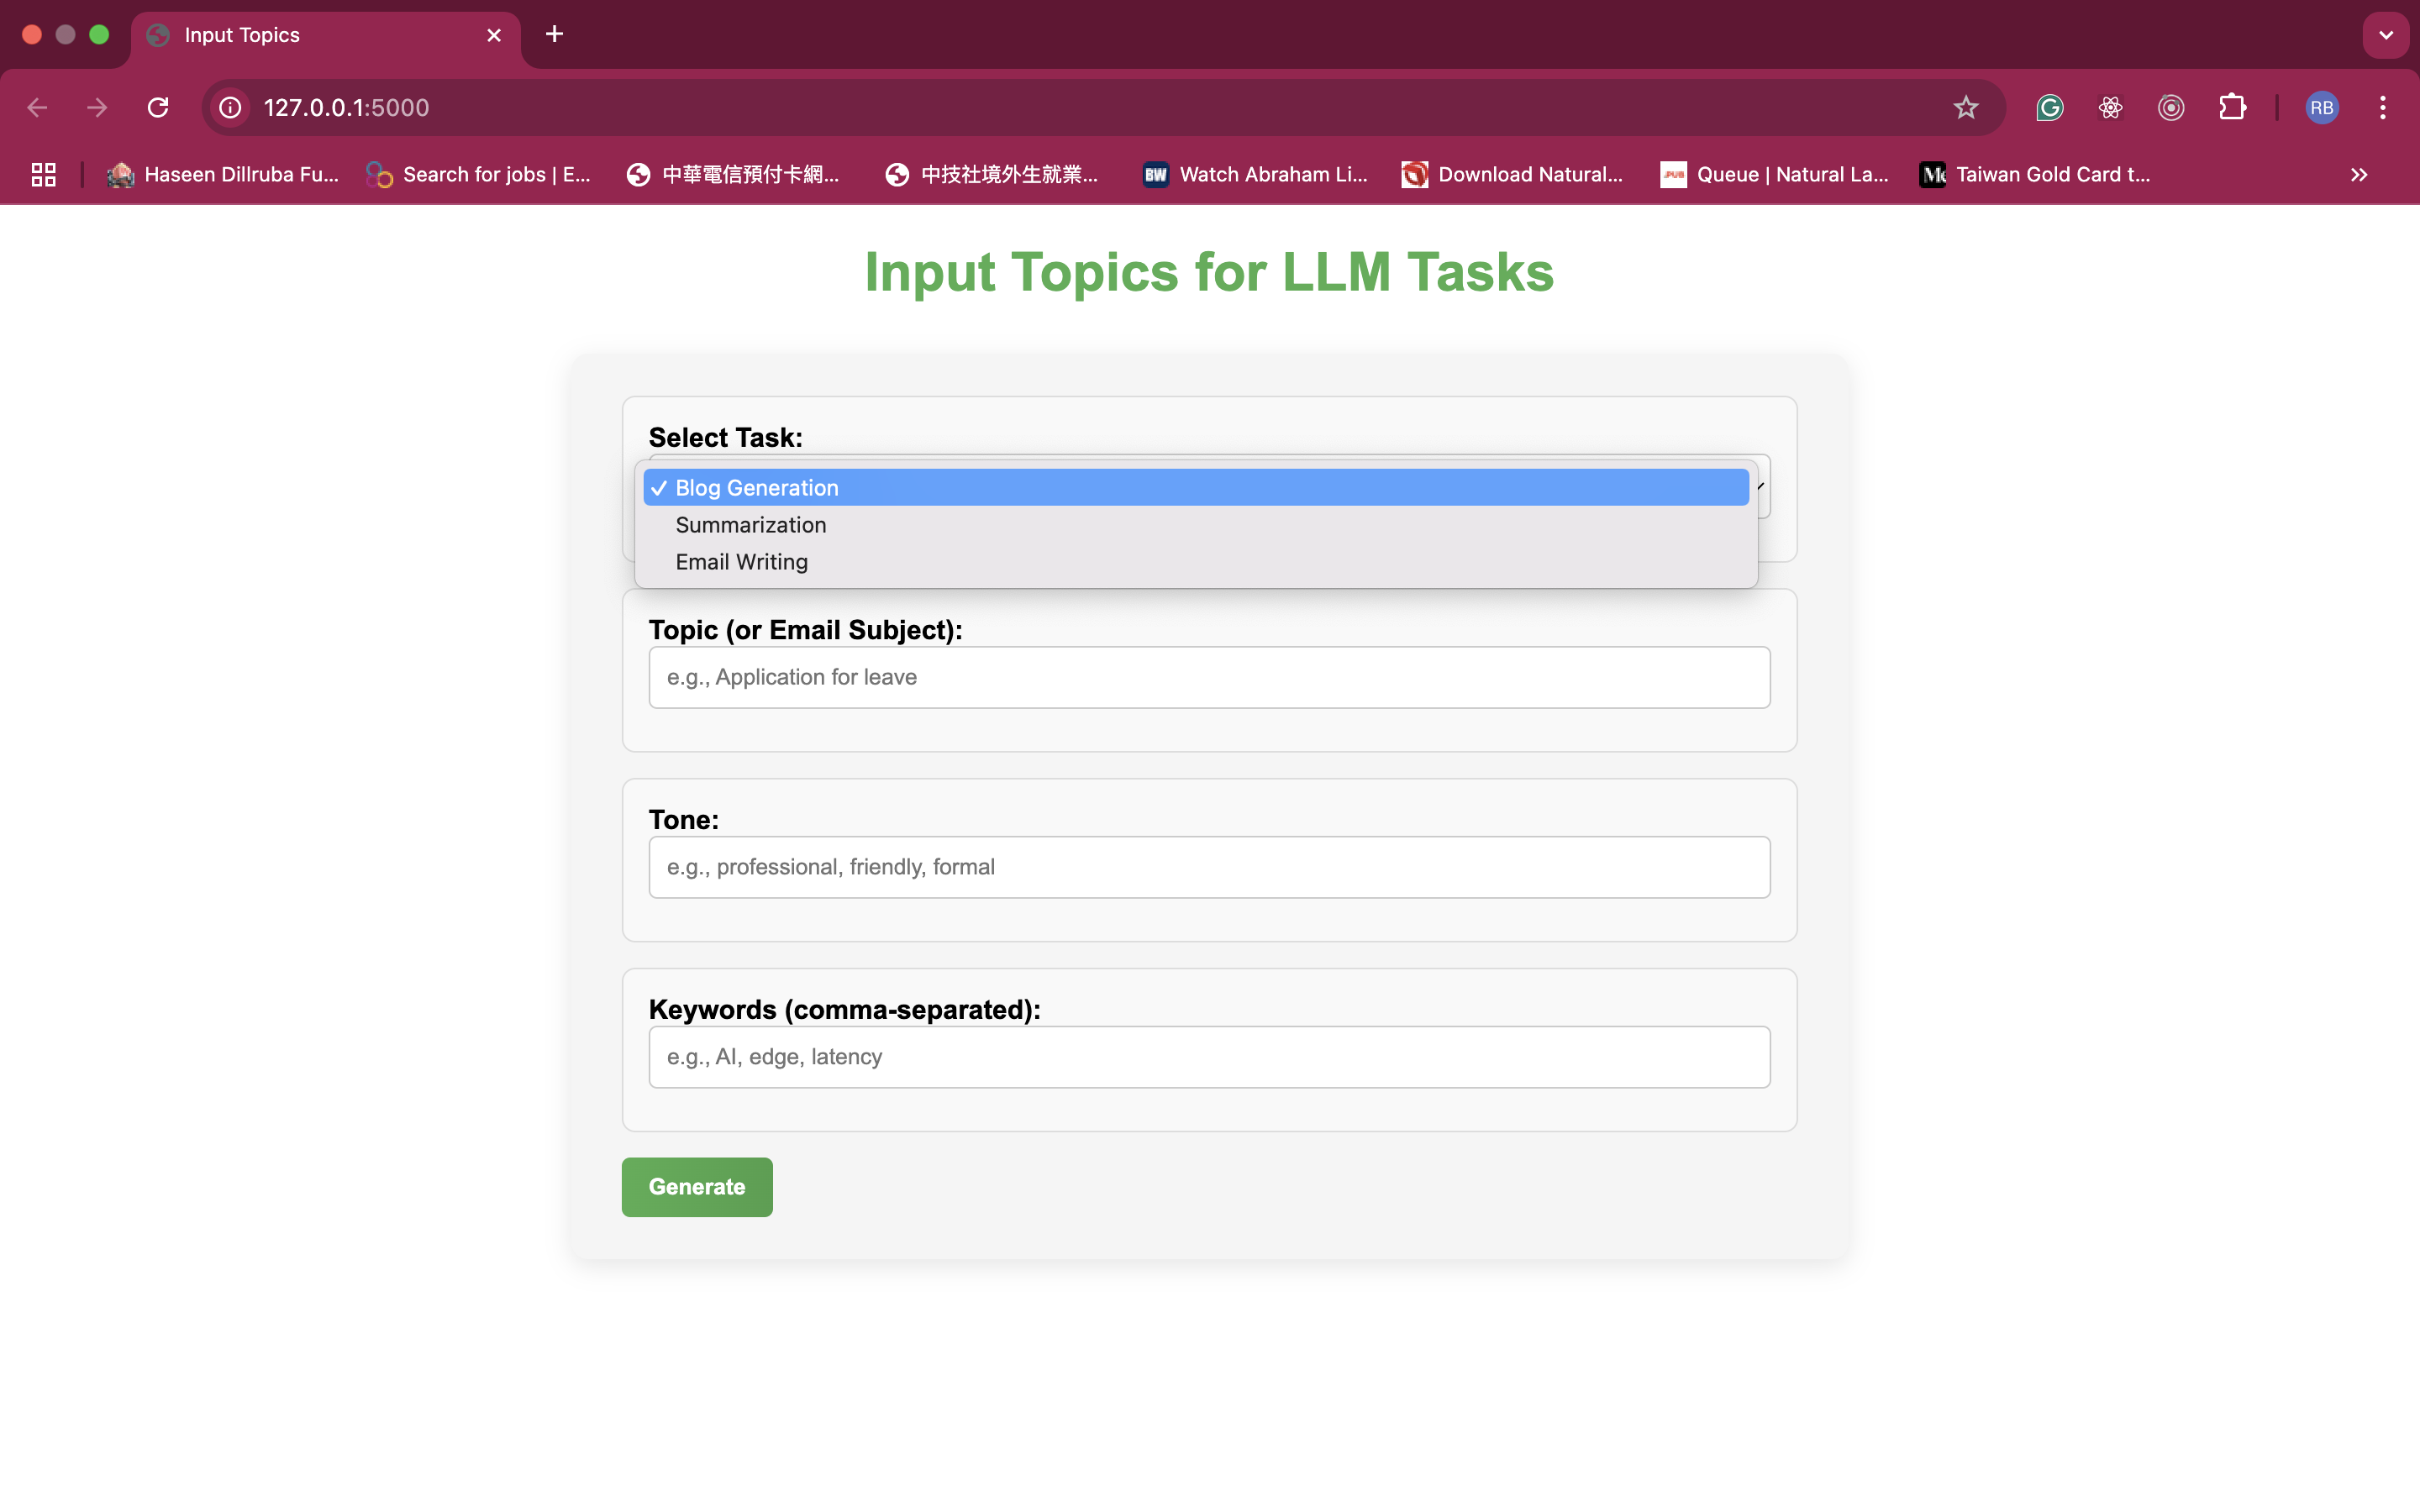 Input Topics
127.0.0.1:5000
RB
Haseen Dillruba Fu...
Search for jobs | E...
中華電信預付卡網...
中技社境外生就業...
BW
Watch Abraham Li...
Download Natural...
.PUB
Queue | Natural La...
Taiwan Gold Card t...
Input Topics for LLM Tasks
Select Task:
Blog Generation
Summarization
Email Writing
Topic (or Email Subject):
e.g., Application for leave
Tone:
e.g., professional, friendly, formal
Keywords (comma-separated):
e.g., AI, edge, latency
Generate